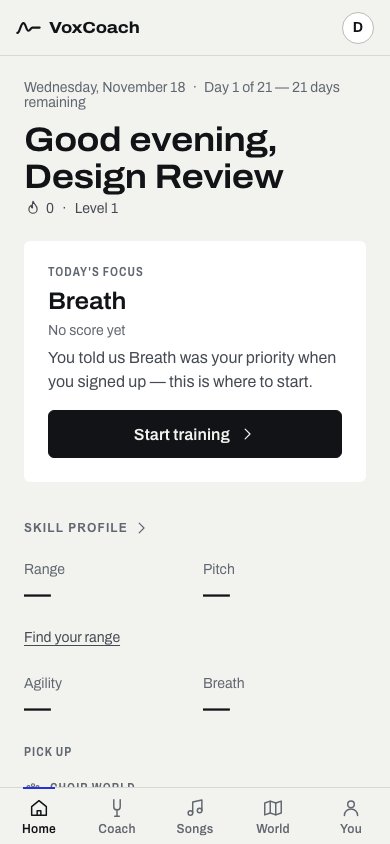 VoxCoach
D
Wednesday, November 18 · Day 1 of 21 — 21 days
remaining
Good evening,
Design Review
0 · Level 1
TODAY'S FOCUS
Breath
No score yet
You told us Breath was your priority when
you signed up — this is where to start.
Start training
SKILL PROFILE
Range Pitch
— —
Find your range
Agility Breath
— —
PICK UP
CHOIR WORLD
Home Coach Songs World You